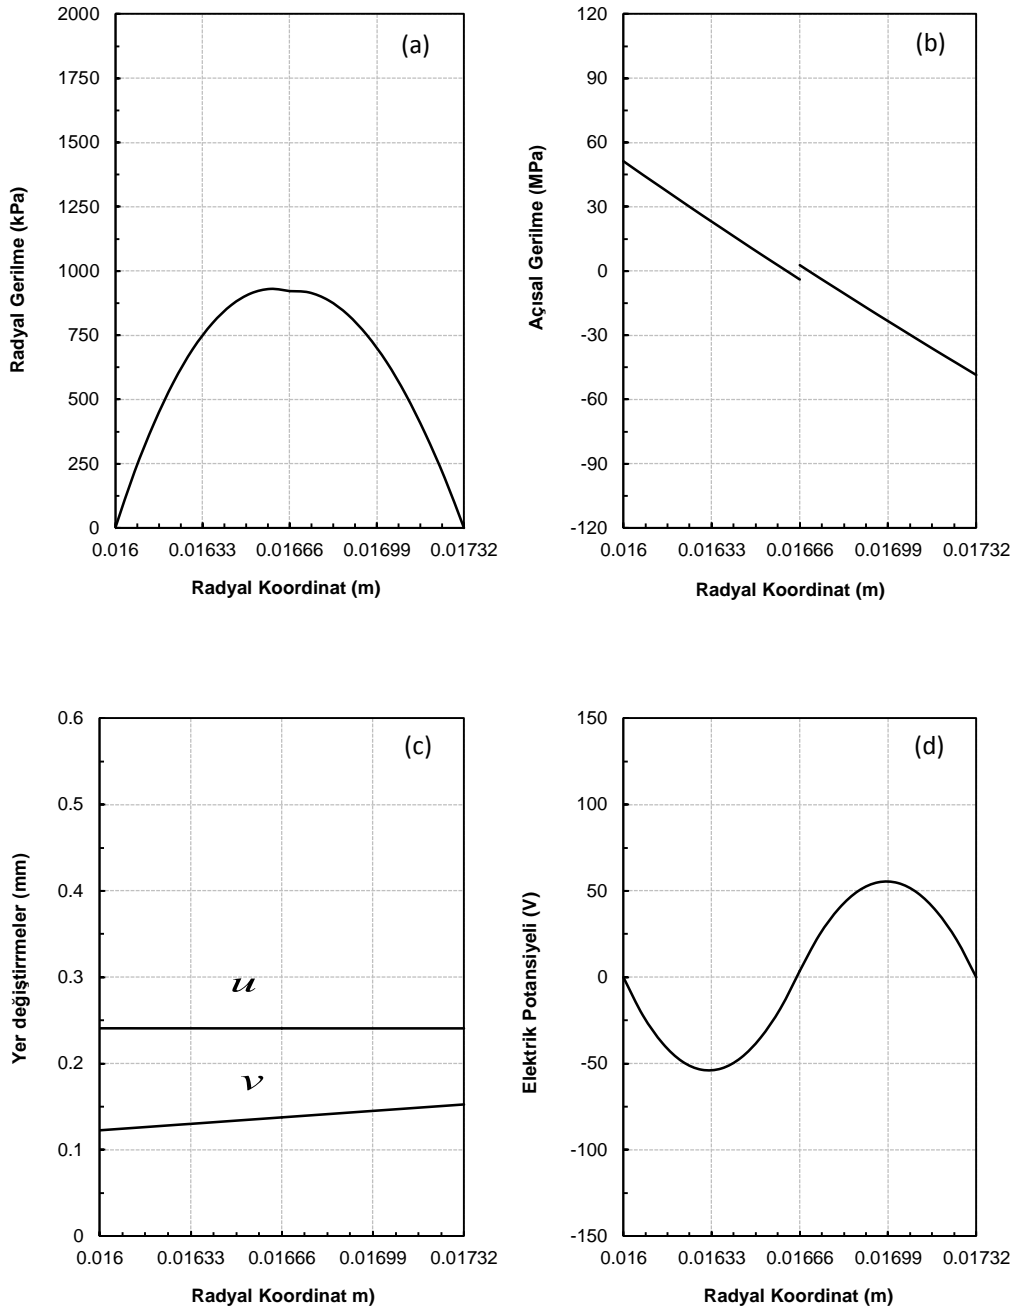 (a)
Radyal Gerilme (kPa)
2000
1750
1500
1250
1000
750
500
250
0
0.016 0.01633 0.01666 0.01699 0.01732
Radyal Koordinat (m)
(b)
Açısal Gerilme (MPa)
120
90
60
30
0
-30
-60
-90
-120
0.016 0.01633 0.01666 0.01699 0.01732
Radyal Koordinat (m)
(c)
Yer değiştirrmeler (mm)
0.6
0.5
0.4
0.3
0.2
0.1
0
u
v
0.016 0.01633 0.01666 0.01699 0.01732
Radyal Koordinat m)
(d)
Elektrik Potansiyeli (V)
150
100
50
0
-50
-100
-150
0.016 0.01633 0.01666 0.01699 0.01732
Radyal Koordinat (m)